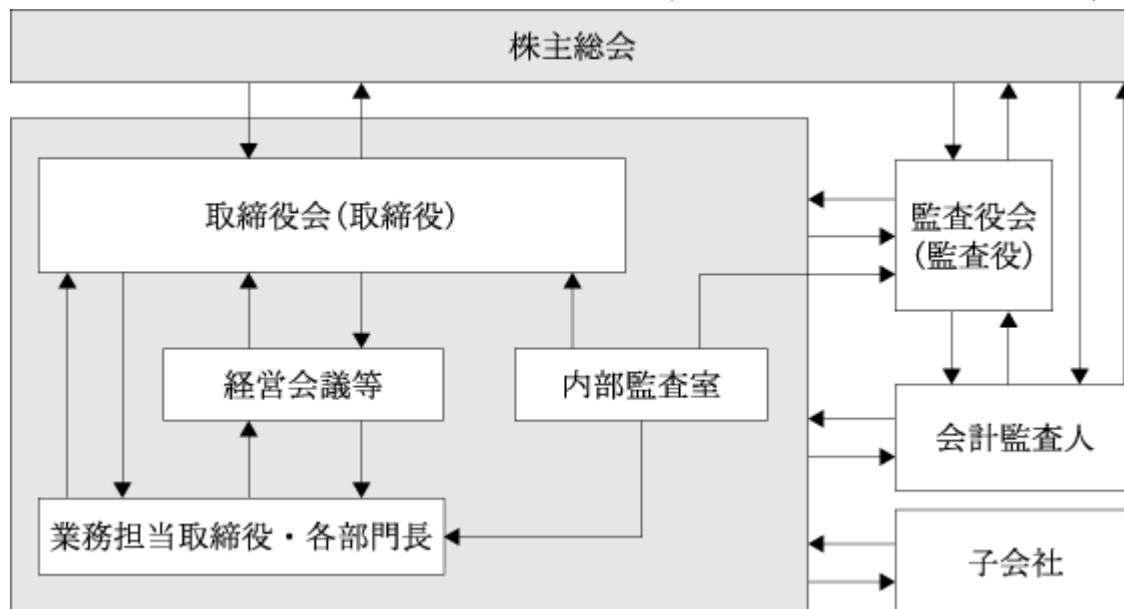 株主総会
取締役会(取締役)
監査役会
(監査役)
経営会議等
内部監査室
会計監査人
業務担当取締役・各部門長
子会社